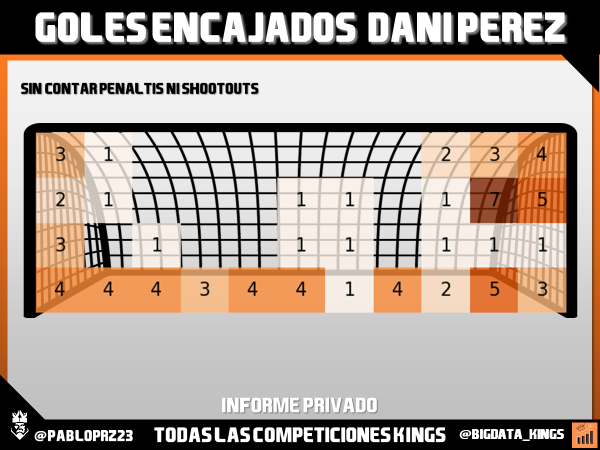 GOLES ENCAJADOS DANI PEREZ
SIN CONTAR PENALTIS NI SHOOTOUTS
3 1 2 3 4
2 1 1 1 1 7 5
3 1 1 1 1 1 1
4 4 4 3 4 4 1 4 2 5 3
INFORME PRIVADO
@PABLOPRZ23 TODAS LAS COMPETICIONES KINGS @BIGDATA_KINGS